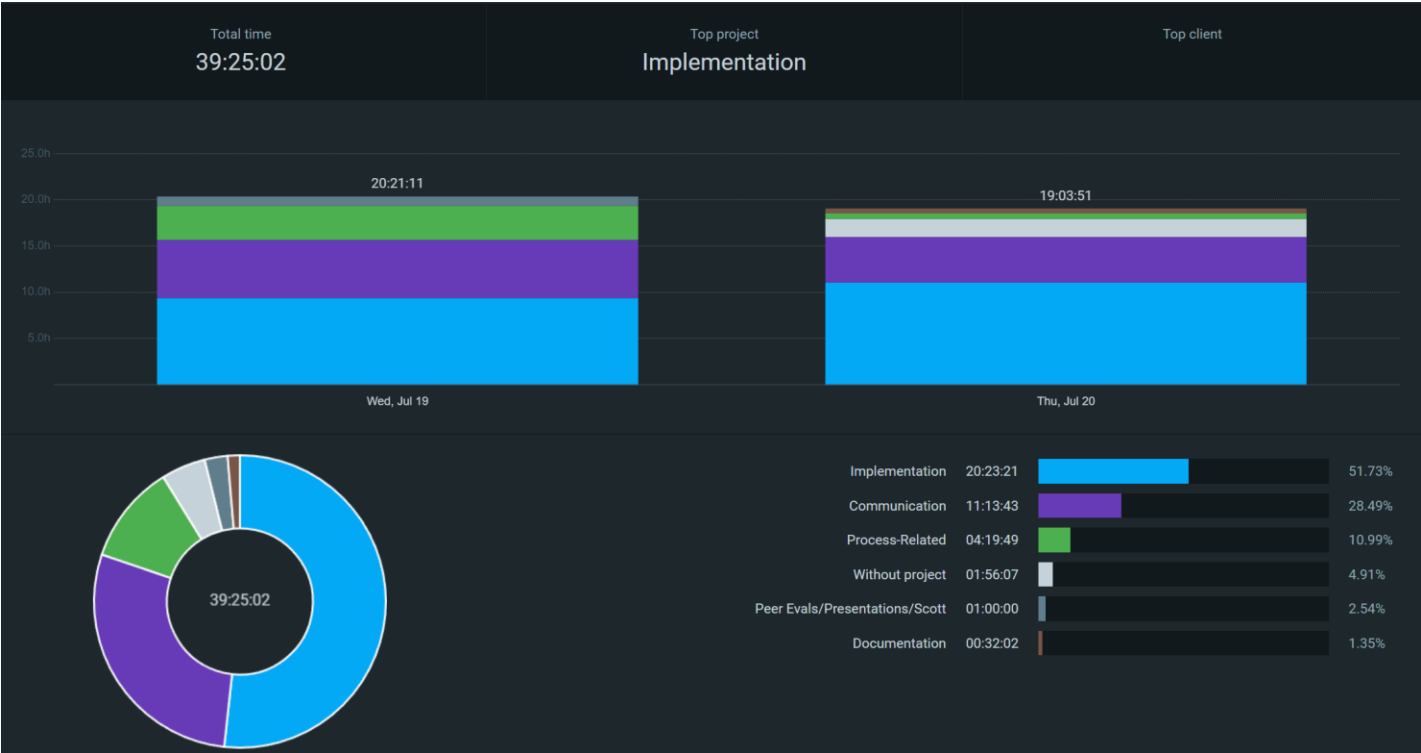 Total time
39:25:02
Top project
Implementation
Top client
25.0h
20.0h
15.0h
10.0h
5.0h
20:21:11
19:03:51
Wed, Jul 19
Thu, Jul 20
39:25:02
Implementation 20:23:21 51.73%
Communication 11:13:43 28.49%
Process-Related 04:19:49 10.99%
Without project 01:56:07 4.91%
Peer Evals/Presentations/Scott 01:00:00 2.54%
Documentation 00:32:02 1.35%